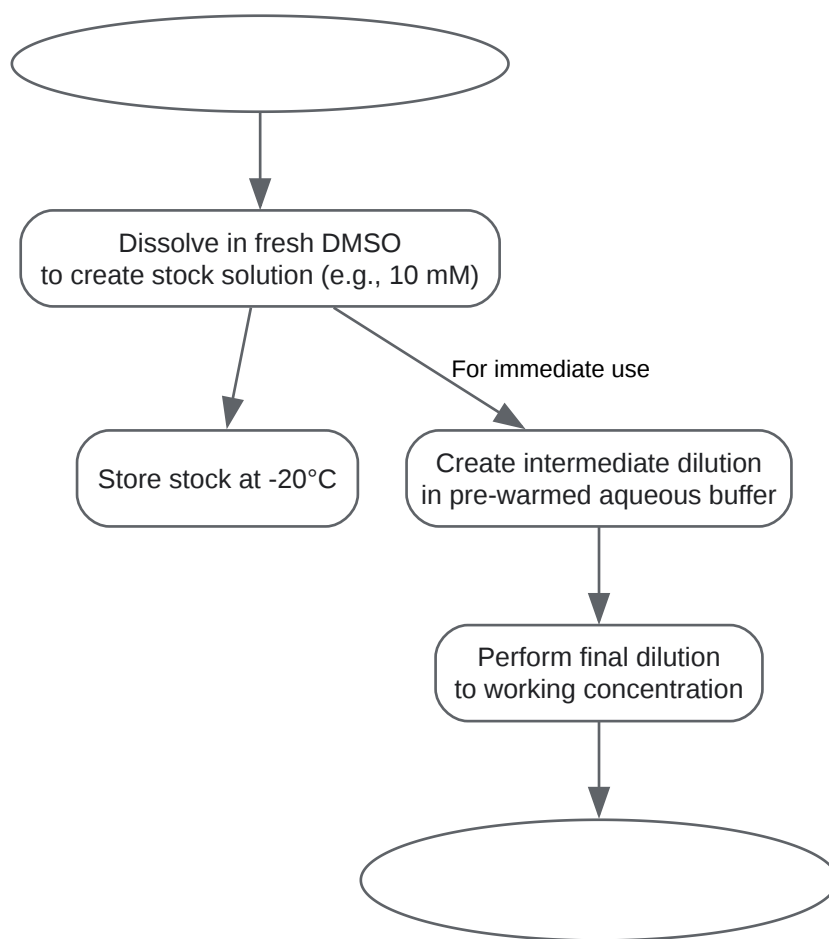 Dissolve in fresh DMSO
to create stock solution (e.g., 10 mM)
For immediate use
Store stock at -20°C
Create intermediate dilution
in pre-warmed aqueous buffer
Perform final dilution
to working concentration